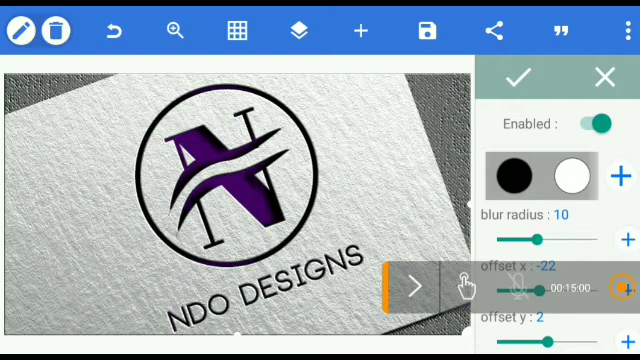 Enabled :
blur radius : 10
offset x : -22
00:15:00
offset y : 2
N
NDO DESIGNS